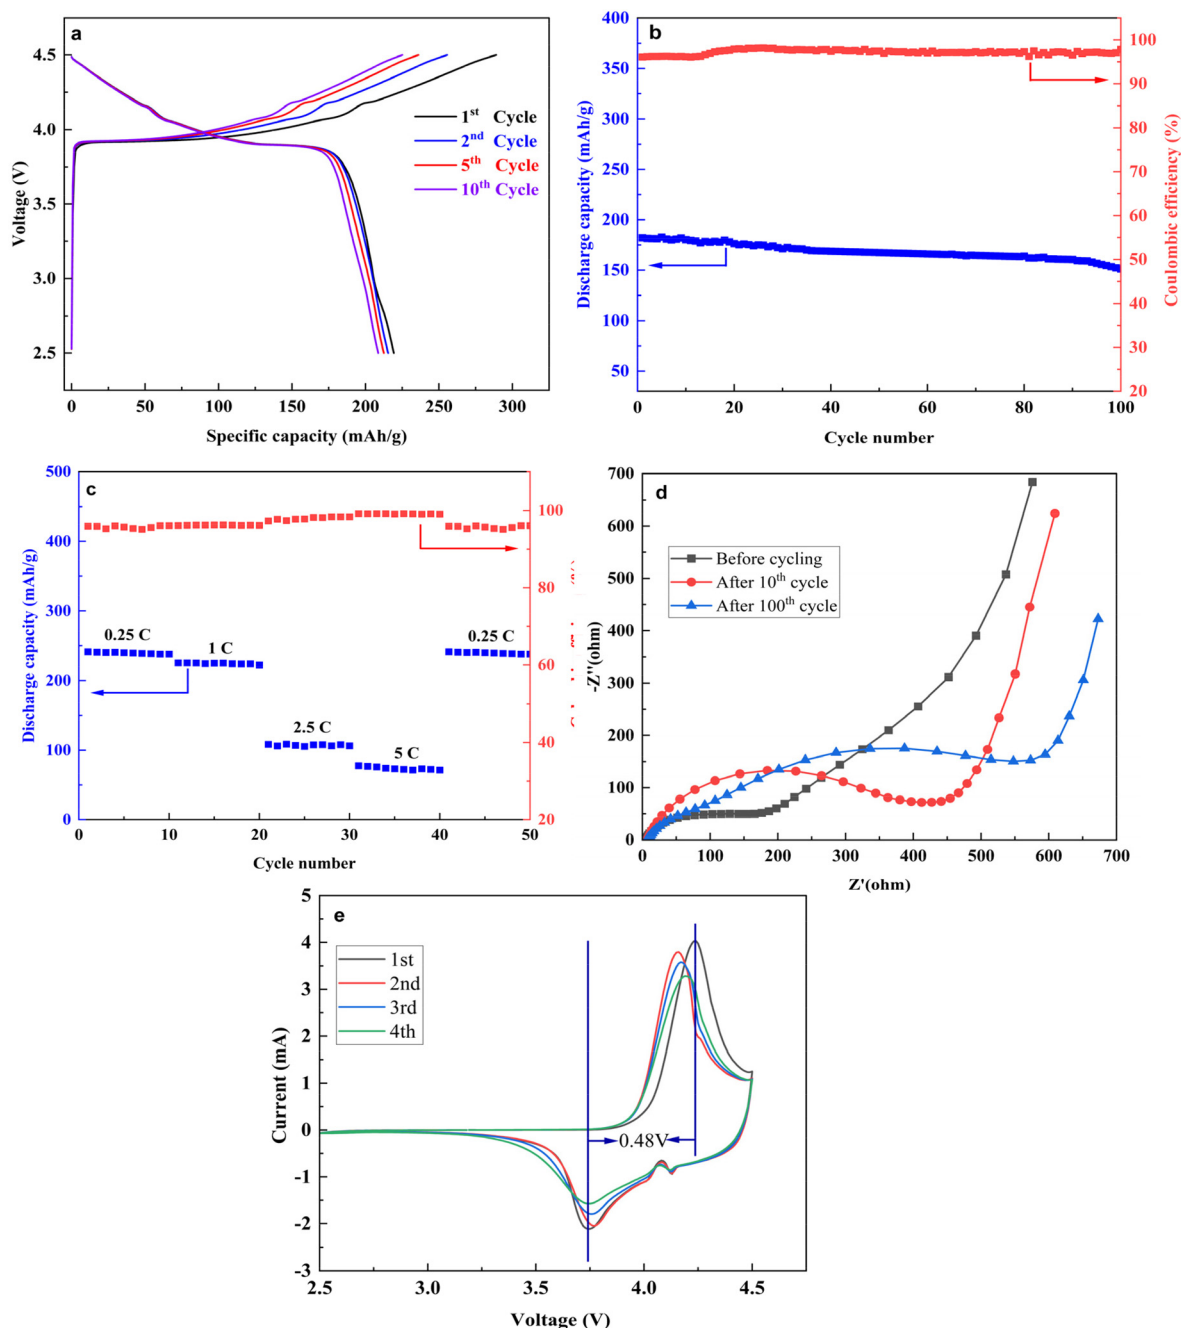 a
4.5
4.0
3.5
3.0
2.5
Voltage (V)
1st Cycle
2nd Cycle
5th Cycle
10th Cycle
0 50 100 150 200 250 300
Specific capacity (mAh/g)
b
400
350
300
250
200
150
100
50
Discharge capacity (mAh/g)
100
90
80
70
60
50
40
30
20
Coulombic efficiency (%)
0 20 40 60 80 100
Cycle number
c
500
400
300
200
100
0
Discharge capacity (mAh/g)
0.25 C
1 C
2.5 C
5 C
0.25 C
100
80
60
40
20
(%)
0 10 20 30 40 50
Cycle number
d
700
600
500
400
300
200
100
0
-Z''(ohm)
Before cycling
After 10th cycle
After 100th cycle
0 100 200 300 400 500 600 700
Z'(ohm)
e
5
4
3
2
1
0
-1
-2
-3
Current (mA)
1st
2nd
3rd
4th
0.48V
2.5 3.0 3.5 4.0 4.5
Voltage (V)